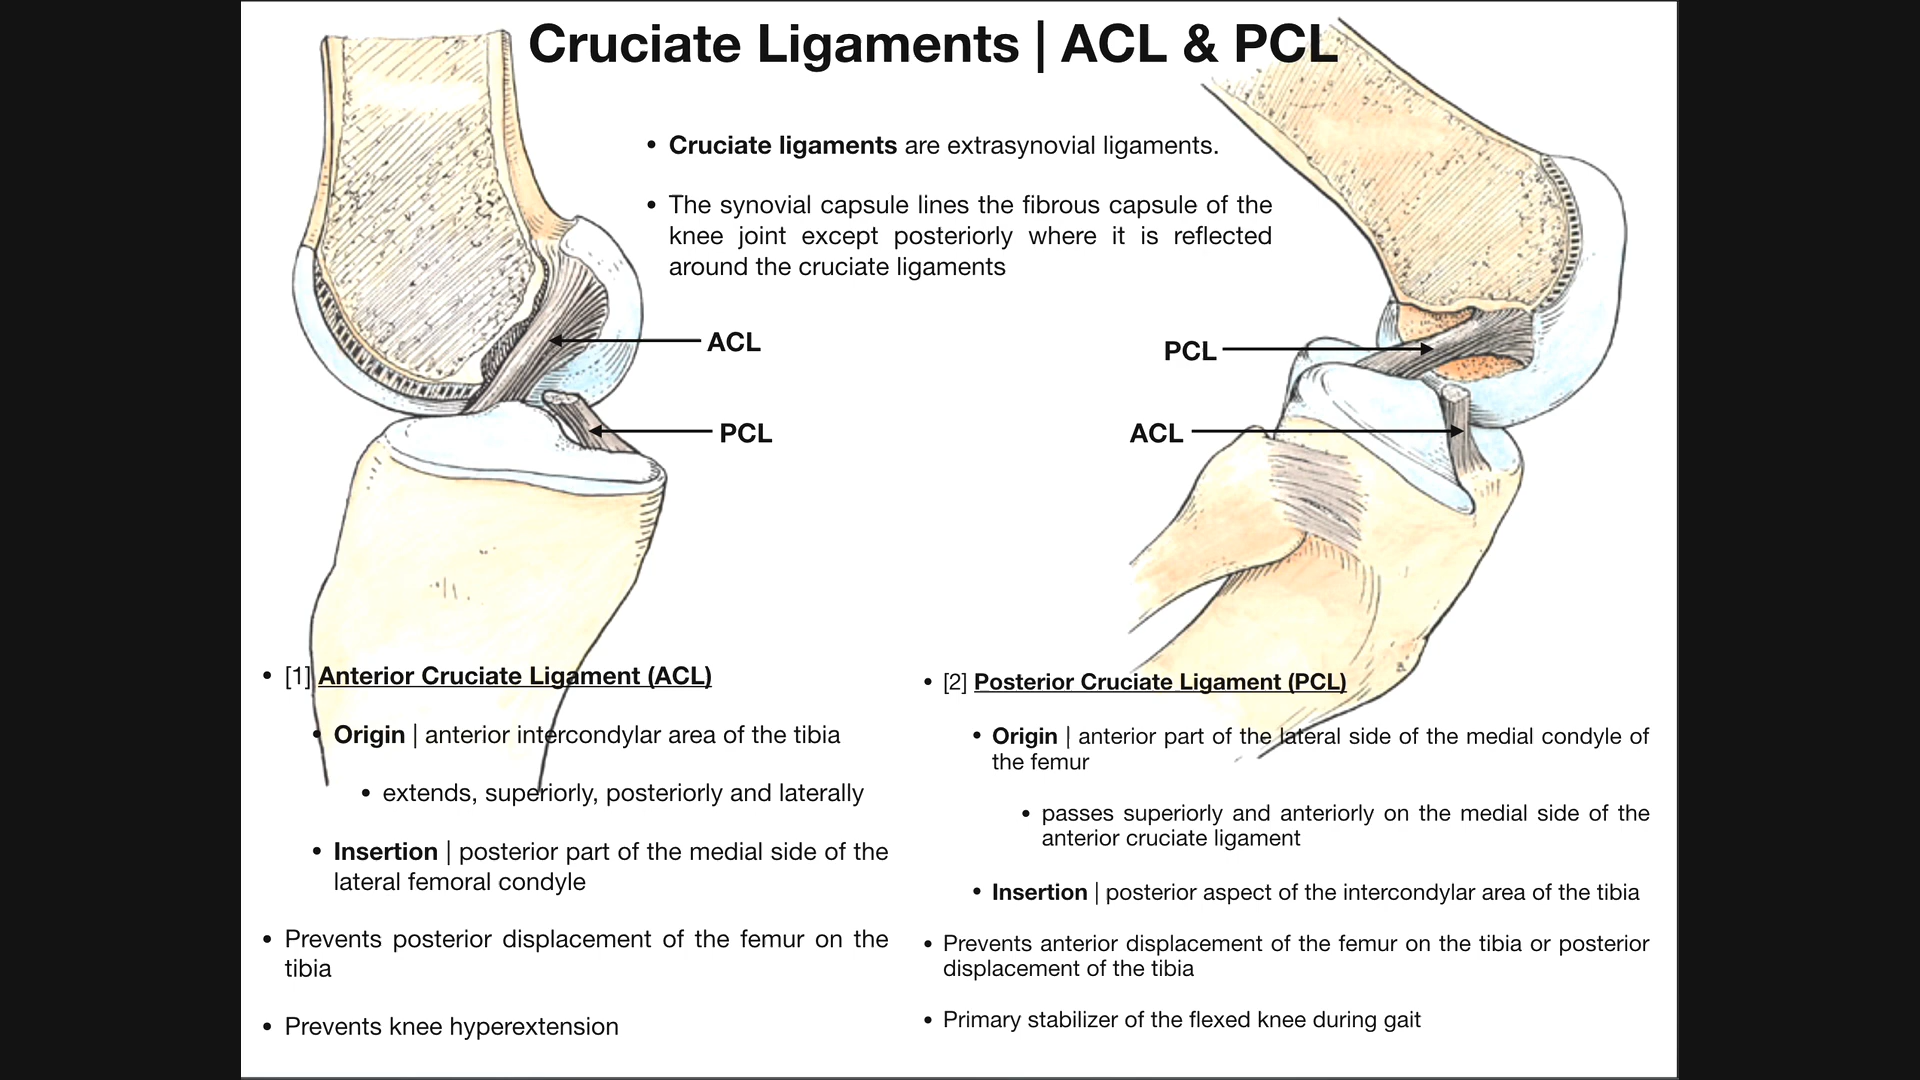 Cruciate Ligaments | ACL & PCL
• Cruciate ligaments are extrasynovial ligaments.
• The synovial capsule lines the fibrous capsule of the
knee joint except posteriorly where it is reflected
around the cruciate ligaments
ACL
PCL
PCL
ACL
• [1] Anterior Cruciate Ligament (ACL)
• Origin | anterior intercondylar area of the tibia
• extends, superiorly, posteriorly and laterally
• Insertion | posterior part of the medial side of the
lateral femoral condyle
• Prevents posterior displacement of the femur on the
tibia
• Prevents knee hyperextension
• [2] Posterior Cruciate Ligament (PCL)
• Origin | anterior part of the lateral side of the medial condyle of
the femur
• passes superiorly and anteriorly on the medial side of the
anterior cruciate ligament
• Insertion | posterior aspect of the intercondylar area of the tibia
• Prevents anterior displacement of the femur on the tibia or posterior
displacement of the tibia
• Primary stabilizer of the flexed knee during gait